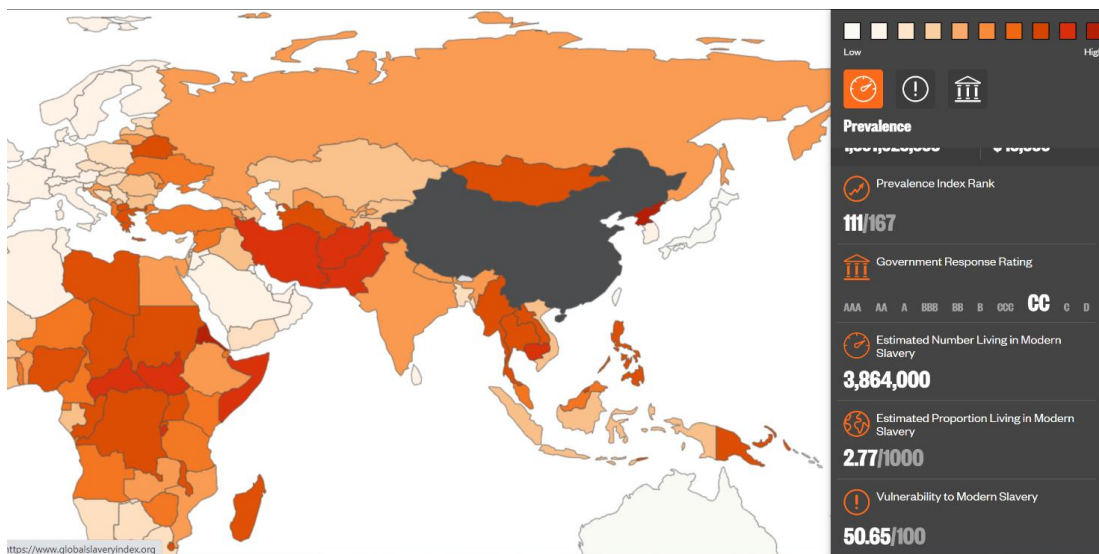 Low
High
Prevalence
Prevalence Index Rank
111/167
Government Response Rating
AAA AA A BBB BB B CCC CC C D
Estimated Number Living in Modern
Slavery
3,864,000
Estimated Proportion Living in Modern
Slavery
2.77/1000
Vulnerability to Modern Slavery
50.65/100
https://www.globalslaveryindex.org